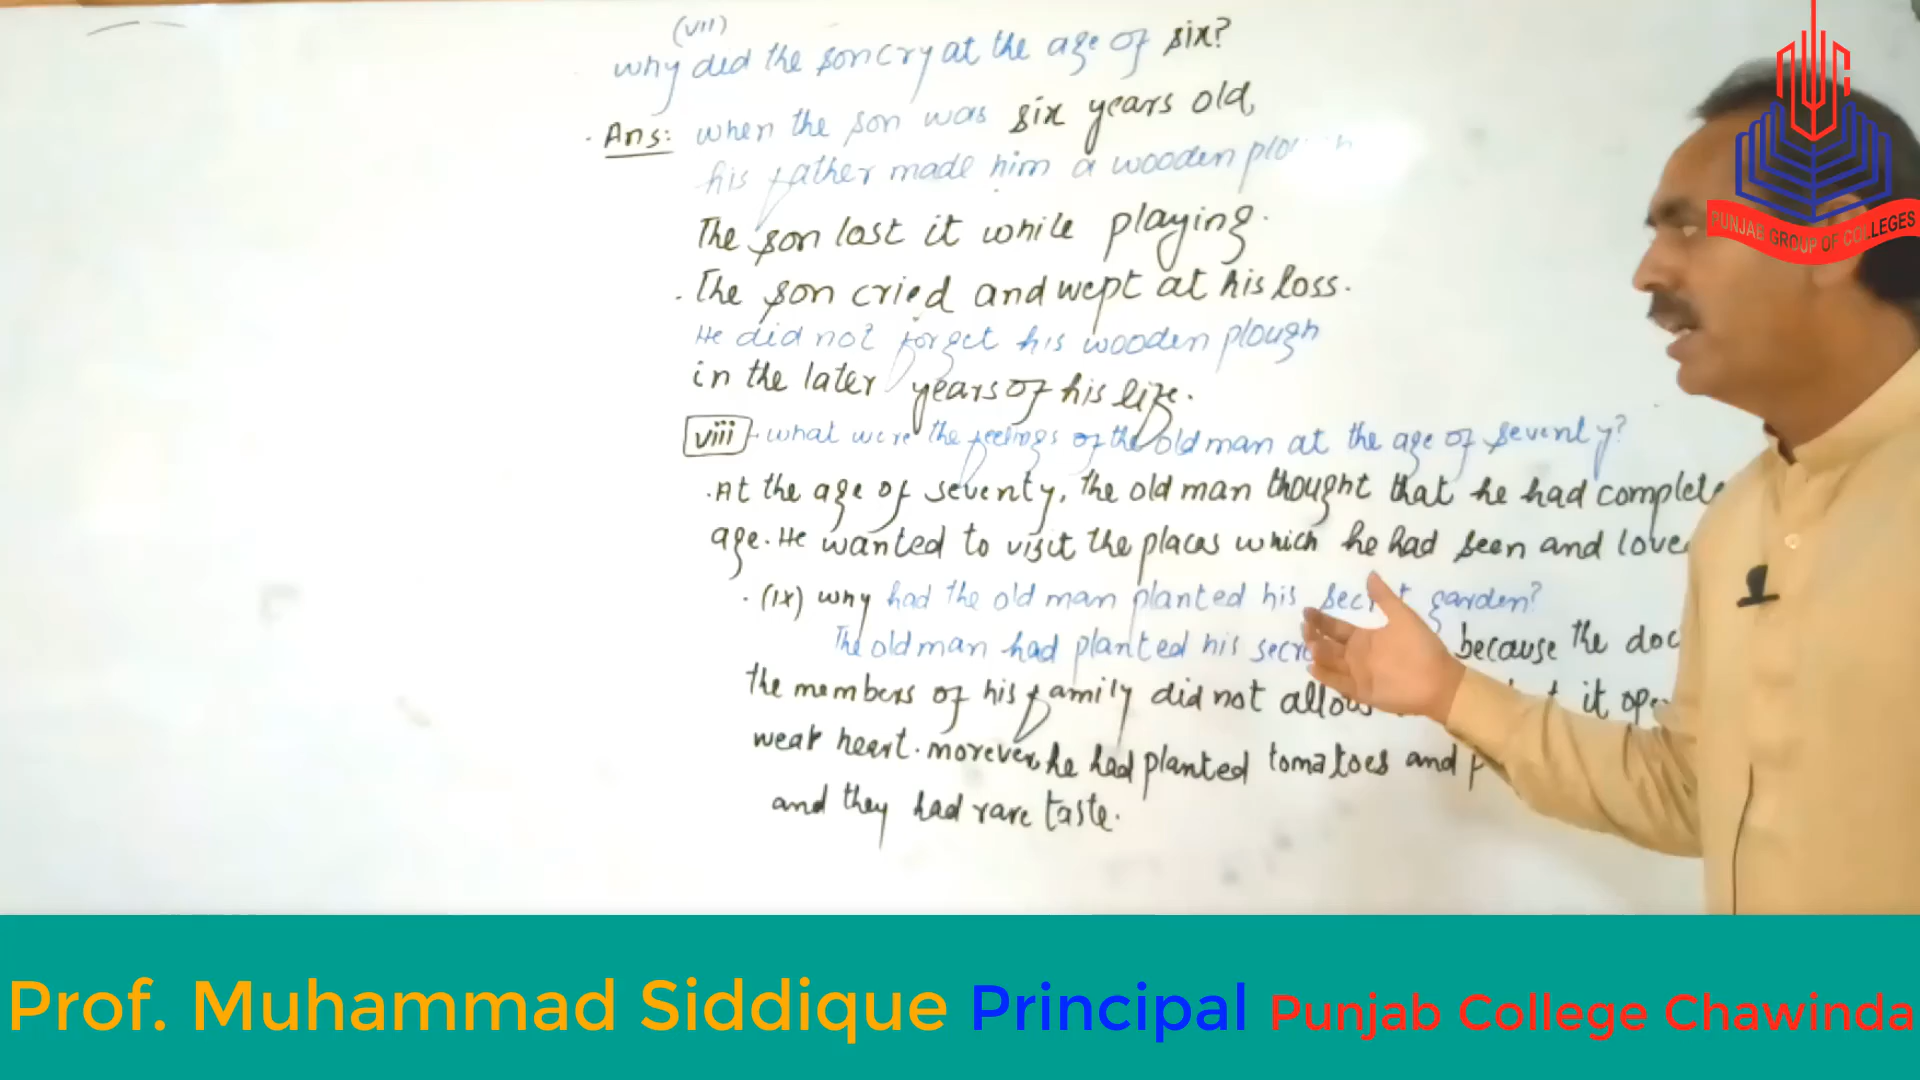 (vii)
why did the son cry at the age of six?
Ans: when the son was six years old,
his father made him a wooden
The son lost it while playing.
The son cried and wept at his loss.
He did not forget his wooden plough
in the later years of his life.
viii what were the feelings of the old man at the age of seventy?
At the age of seventy, the old man thought that he had
age. He wanted to visit the places which he had seen and
(ix) why had the old man planted his secret garden?
The old man had planted his because the
the members of his family did not allow it
weak heart. morever he had planted tomatoes and
and they had rare taste.
PUNJAB GROUP OF COLLEGES
Prof. Muhammad Siddique Principal Punjab College Chawinda